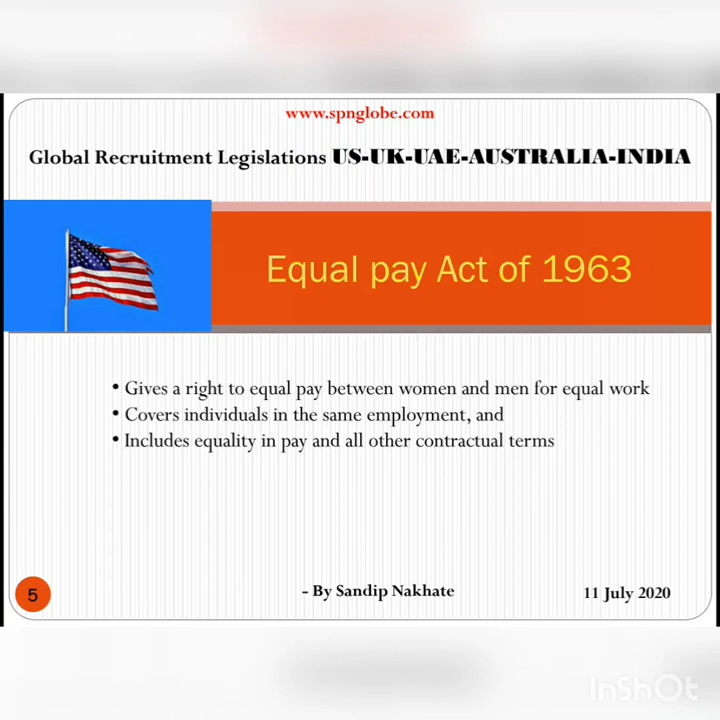 www.spnglobe.com
Global Recruitment Legislations US-UK-UAE-AUSTRALIA-INDIA
Equal pay Act of 1963
• Gives a right to equal pay between women and men for equal work
• Covers individuals in the same employment, and
• Includes equality in pay and all other contractual terms
5
- By Sandip Nakhate
11 July 2020
InShOt